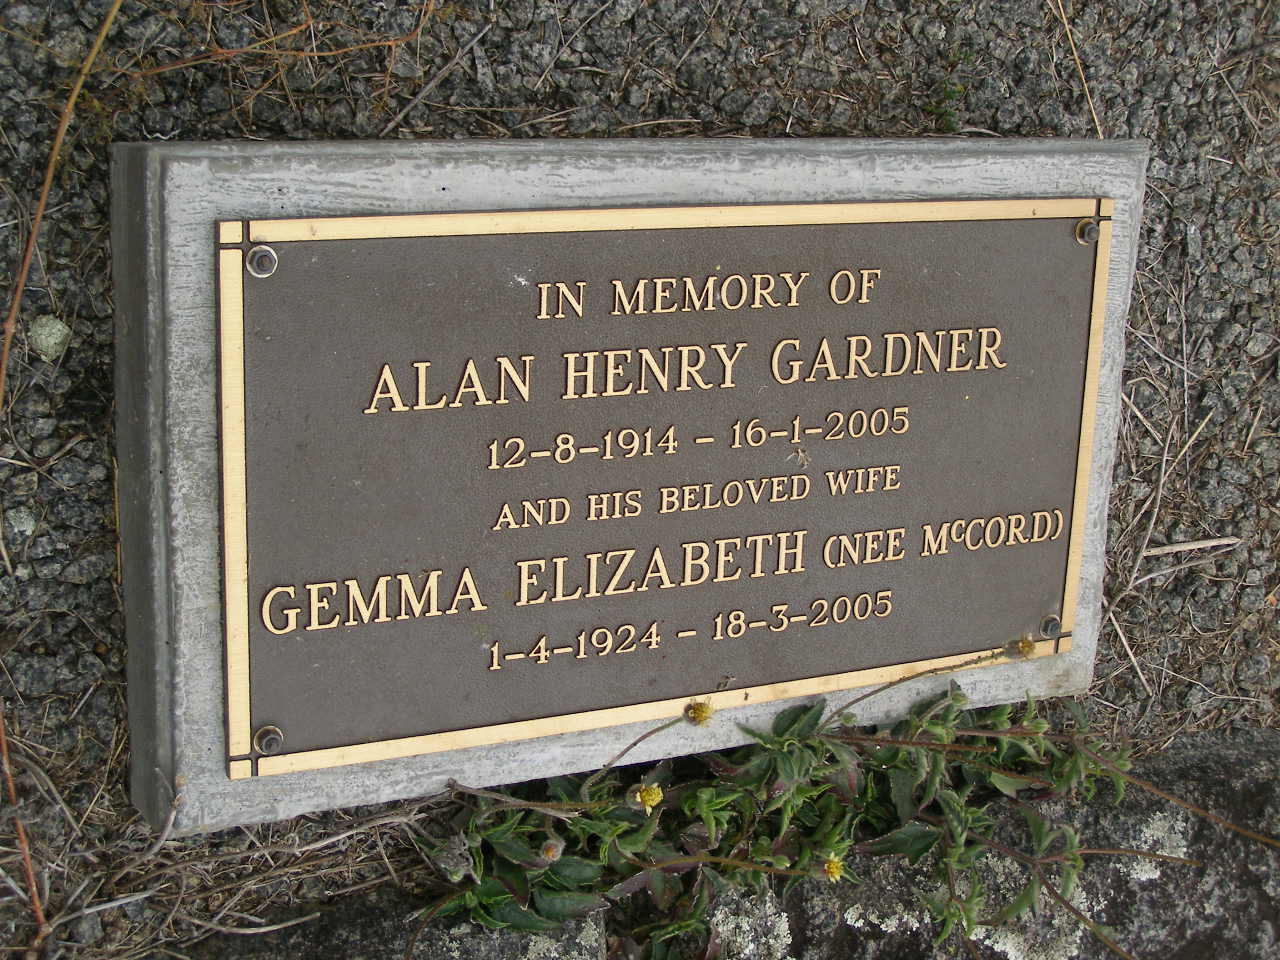 IN MEMORY OF
ALAN HENRY GARDNER
12-8-1914 - 16-1-2005
AND HIS BELOVED WIFE
GEMMA ELIZABETH (NEE McCORD)
1-4-1924 - 18-3-2005